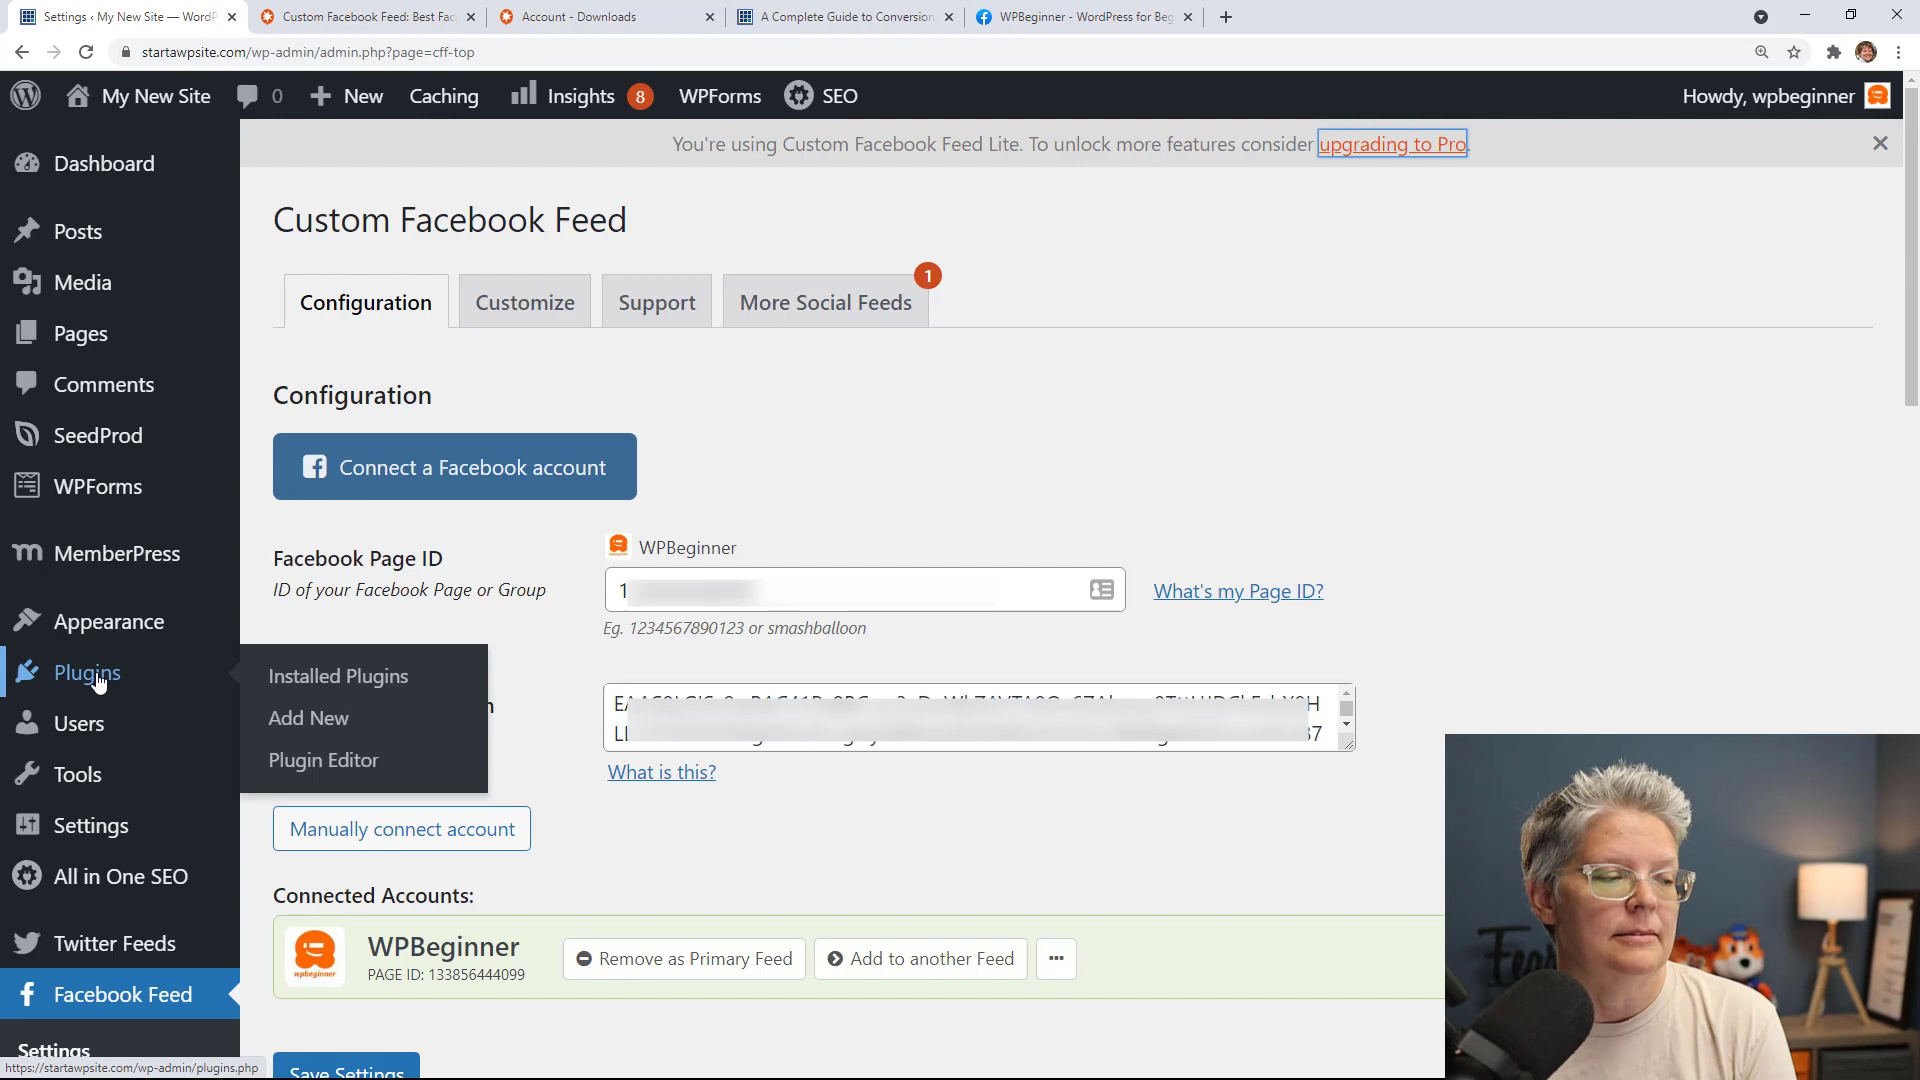 Settings ‹ My New Site — WordP
Custom Facebook Feed: Best Fac
Account - Downloads
A Complete Guide to Conversion
WPBeginner - WordPress for Beg
startawpsite.com/wp-admin/admin.php?page=cff-top
My New Site
0
New
Caching
Insights
8
WPForms
SEO
Howdy, wpbeginner
Dashboard
Posts
Media
Pages
Comments
SeedProd
WPForms
MemberPress
Appearance
Plugins
Users
Tools
Settings
All in One SEO
Twitter Feeds
Facebook Feed
Settings
https://startawpsite.com/wp-admin/plugins.php
Installed Plugins
Add New
Plugin Editor
You're using Custom Facebook Feed Lite. To unlock more features consider upgrading to Pro.
Custom Facebook Feed
Configuration
Customize
Support
More Social Feeds
1
Configuration
Connect a Facebook account
Facebook Page ID
ID of your Facebook Page or Group
WPBeginner
1
What's my Page ID?
Eg. 1234567890123 or smashballoon
What is this?
Manually connect account
Connected Accounts:
wpbeginner
WPBeginner
PAGE ID: 133856444099
Remove as Primary Feed
Add to another Feed
Save Settings